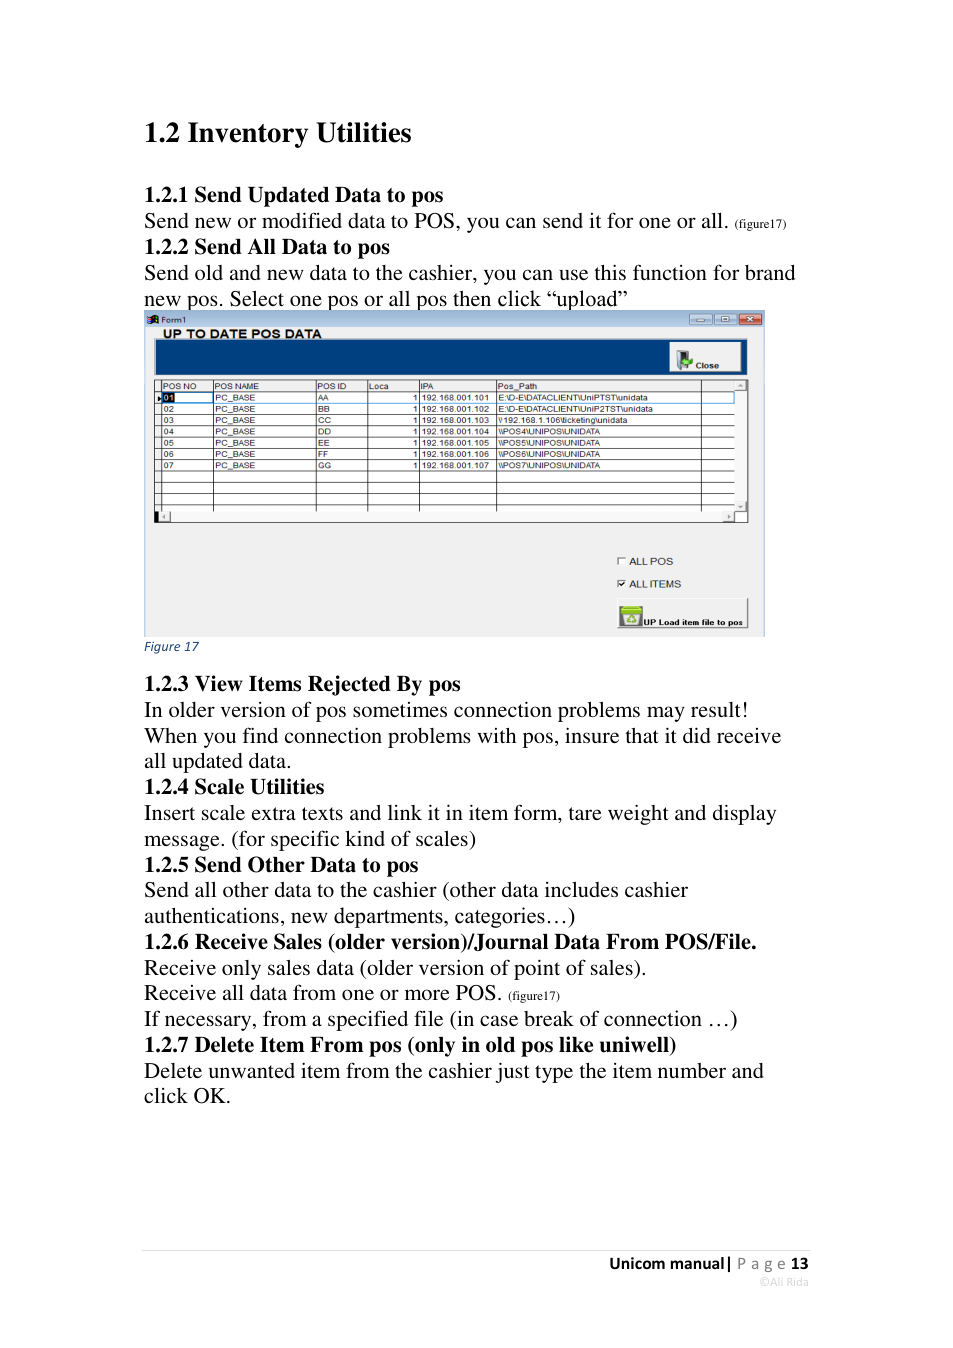 1.2 Inventory Utilities
1.2.1 Send Updated Data to pos
Send new or modified data to POS, you can send it for one or all. (figure17)
1.2.2 Send All Data to pos
Send old and new data to the cashier, you can use this function for brand
new pos. Select one pos or all pos then click “upload”
Form1
UP TO DATE POS DATA
Close
POS NO POS NAME POS ID Loca IPA Pos_Path
01 PC_BASE AA 1 192.168.001.101 E:\D-E\DATACLIENT\UniPTST\unidata
02 PC_BASE BB 1 192.168.001.102 E:\D-E\DATACLIENT\UniP2TST\unidata
03 PC_BASE CC 1 192.168.001.103 \\192.168.1.106\ticketing\unidata
04 PC_BASE DD 1 192.168.001.104 \\POS4\UNIPOS\UNIDATA
05 PC_BASE EE 1 192.168.001.105 \\POS5\UNIPOS\UNIDATA
06 PC_BASE FF 1 192.168.001.106 \\POS6\UNIPOS\UNIDATA
07 PC_BASE GG 1 192.168.001.107 \\POS7\UNIPOS\UNIDATA
ALL POS
ALL ITEMS
UP Load item file to pos
Figure 17
1.2.3 View Items Rejected By pos
In older version of pos sometimes connection problems may result!
When you find connection problems with pos, insure that it did receive
all updated data.
1.2.4 Scale Utilities
Insert scale extra texts and link it in item form, tare weight and display
message. (for specific kind of scales)
1.2.5 Send Other Data to pos
Send all other data to the cashier (other data includes cashier
authentications, new departments, categories…)
1.2.6 Receive Sales (older version)/Journal Data From POS/File.
Receive only sales data (older version of point of sales).
Receive all data from one or more POS. (figure17)
If necessary, from a specified file (in case break of connection …)
1.2.7 Delete Item From pos (only in old pos like uniwell)
Delete unwanted item from the cashier just type the item number and
click OK.
Unicom manual| P a g e 13
©Ali Rida